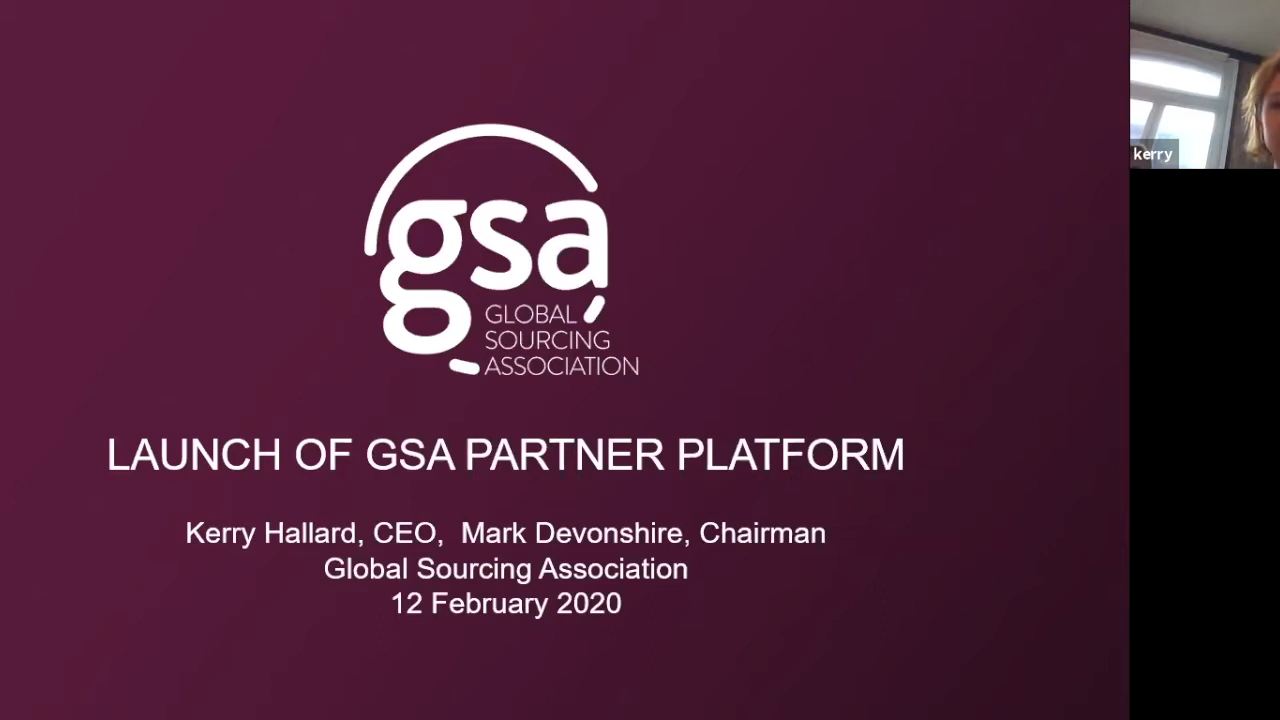 gsa
GLOBAL
SOURCING
ASSOCIATION
LAUNCH OF GSA PARTNER PLATFORM
Kerry Hallard, CEO,  Mark Devonshire, Chairman
Global Sourcing Association
12 February 2020
kerry